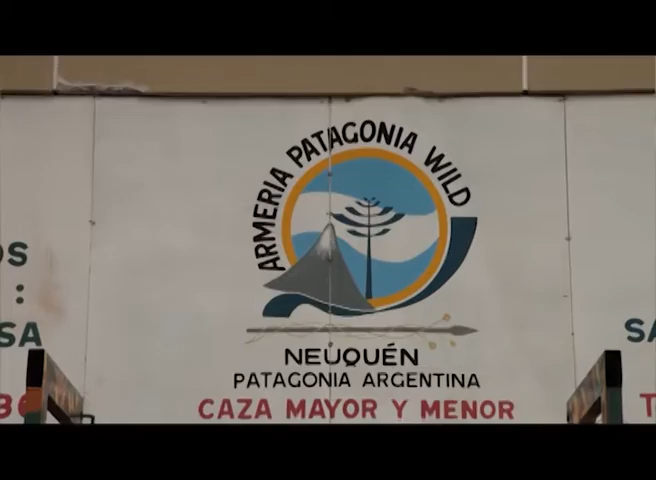 ARMERIA PATAGONIA WILD
NEUQUÉN
PATAGONIA ARGENTINA
CAZA MAYOR Y MENOR